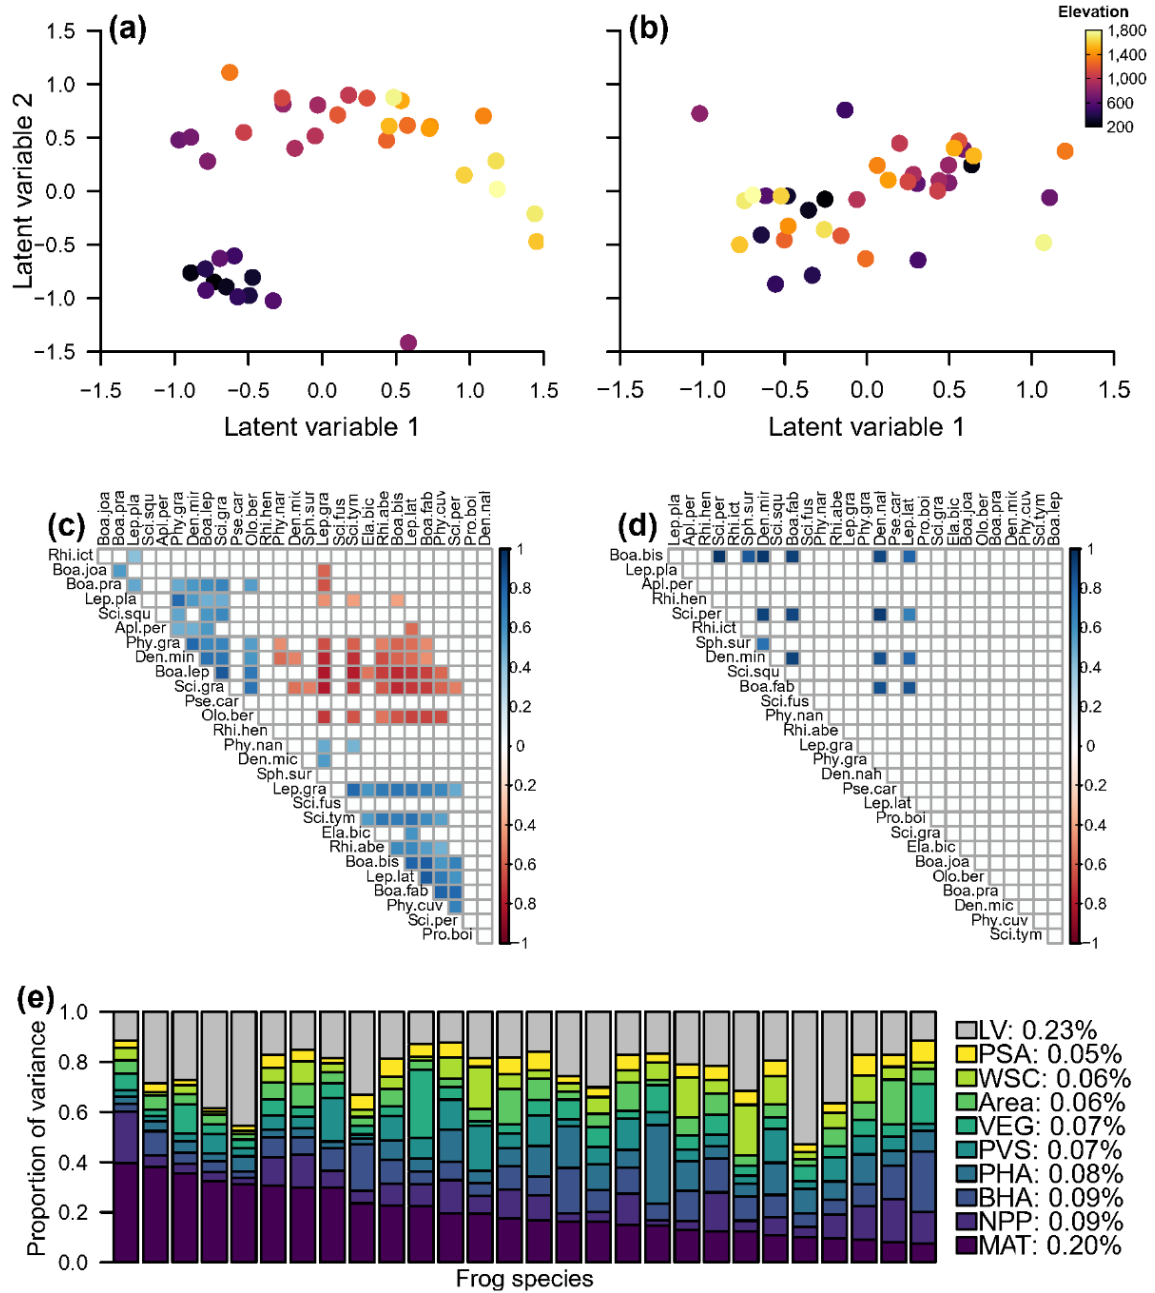 (a)
(b)
Elevation
1,800
1,400
1,000
600
200
Latent variable 2
1.5
1.0
0.5
0.0
−0.5
−1.0
−1.5
−1.5 −1.0 −0.5 0.0 0.5 1.0 1.5
−1.5 −1.0 −0.5 0.0 0.5 1.0 1.5
Latent variable 1
Latent variable 1
(c)
Boa.joa
Boa.pra
Lep.pla
Sci.squ
Apl.per
Phy.gra
Den.mir
Boa.lep
Sci.gra
Pse.car
Olo.ber
Rhi.hen
Phy.nar
Den.mic
Sph.sur
Lep.gra
Sci.fus
Sci.tym
Ela.bic
Rhi.abe
Boa.bis
Lep.lat
Boa.fab
Phy.cuv
Sci.per
Pro.boi
Den.nal
Rhi.ict
Boa.joa
Boa.pra
Lep.pla
Sci.squ
Apl.per
Phy.gra
Den.min
Boa.lep
Sci.gra
Pse.car
Olo.ber
Rhi.hen
Phy.nan
Den.mic
Sph.sur
Lep.gra
Sci.fus
Sci.tym
Ela.bic
Rhi.abe
Boa.bis
Lep.lat
Boa.fab
Phy.cuv
Sci.per
Pro.boi
1
0.8
0.6
0.4
0.2
0
0.2
0.4
0.6
0.8
−1
(d)
Lep.pla
Apl.per
Rhi.hen
Sci.per
Rhi.ict
Sph.sur
Den.mir
Sci.squ
Boa.fab
Sci.fus
Phy.nar
Rhi.abe
Lep.gra
Phy.gra
Den.nal
Pse.car
Lep.lat
Pro.boi
Sci.gra
Ela.bic
Boa.joa
Olo.ber
Boa.pra
Den.mic
Phy.cuv
Sci.tym
Boa.lep
Boa.bis
Lep.pla
Apl.per
Rhi.hen
Sci.per
Rhi.ict
Sph.sur
Den.min
Sci.squ
Boa.fab
Sci.fus
Phy.nan
Rhi.abe
Lep.gra
Phy.gra
Den.nah
Pse.car
Lep.lat
Pro.boi
Sci.gra
Ela.bic
Boa.joa
Olo.ber
Boa.pra
Den.mic
Phy.cuv
Sci.tym
1
0.8
0.6
0.4
0.2
0
0.2
0.4
0.6
0.8
−1
(e)
Proportion of variance
1.0
0.8
0.6
0.4
0.2
0.0
Frog species
LV: 0.23%
PSA: 0.05%
WSC: 0.06%
Area: 0.06%
VEG: 0.07%
PVS: 0.07%
PHA: 0.08%
BHA: 0.09%
NPP: 0.09%
MAT: 0.20%